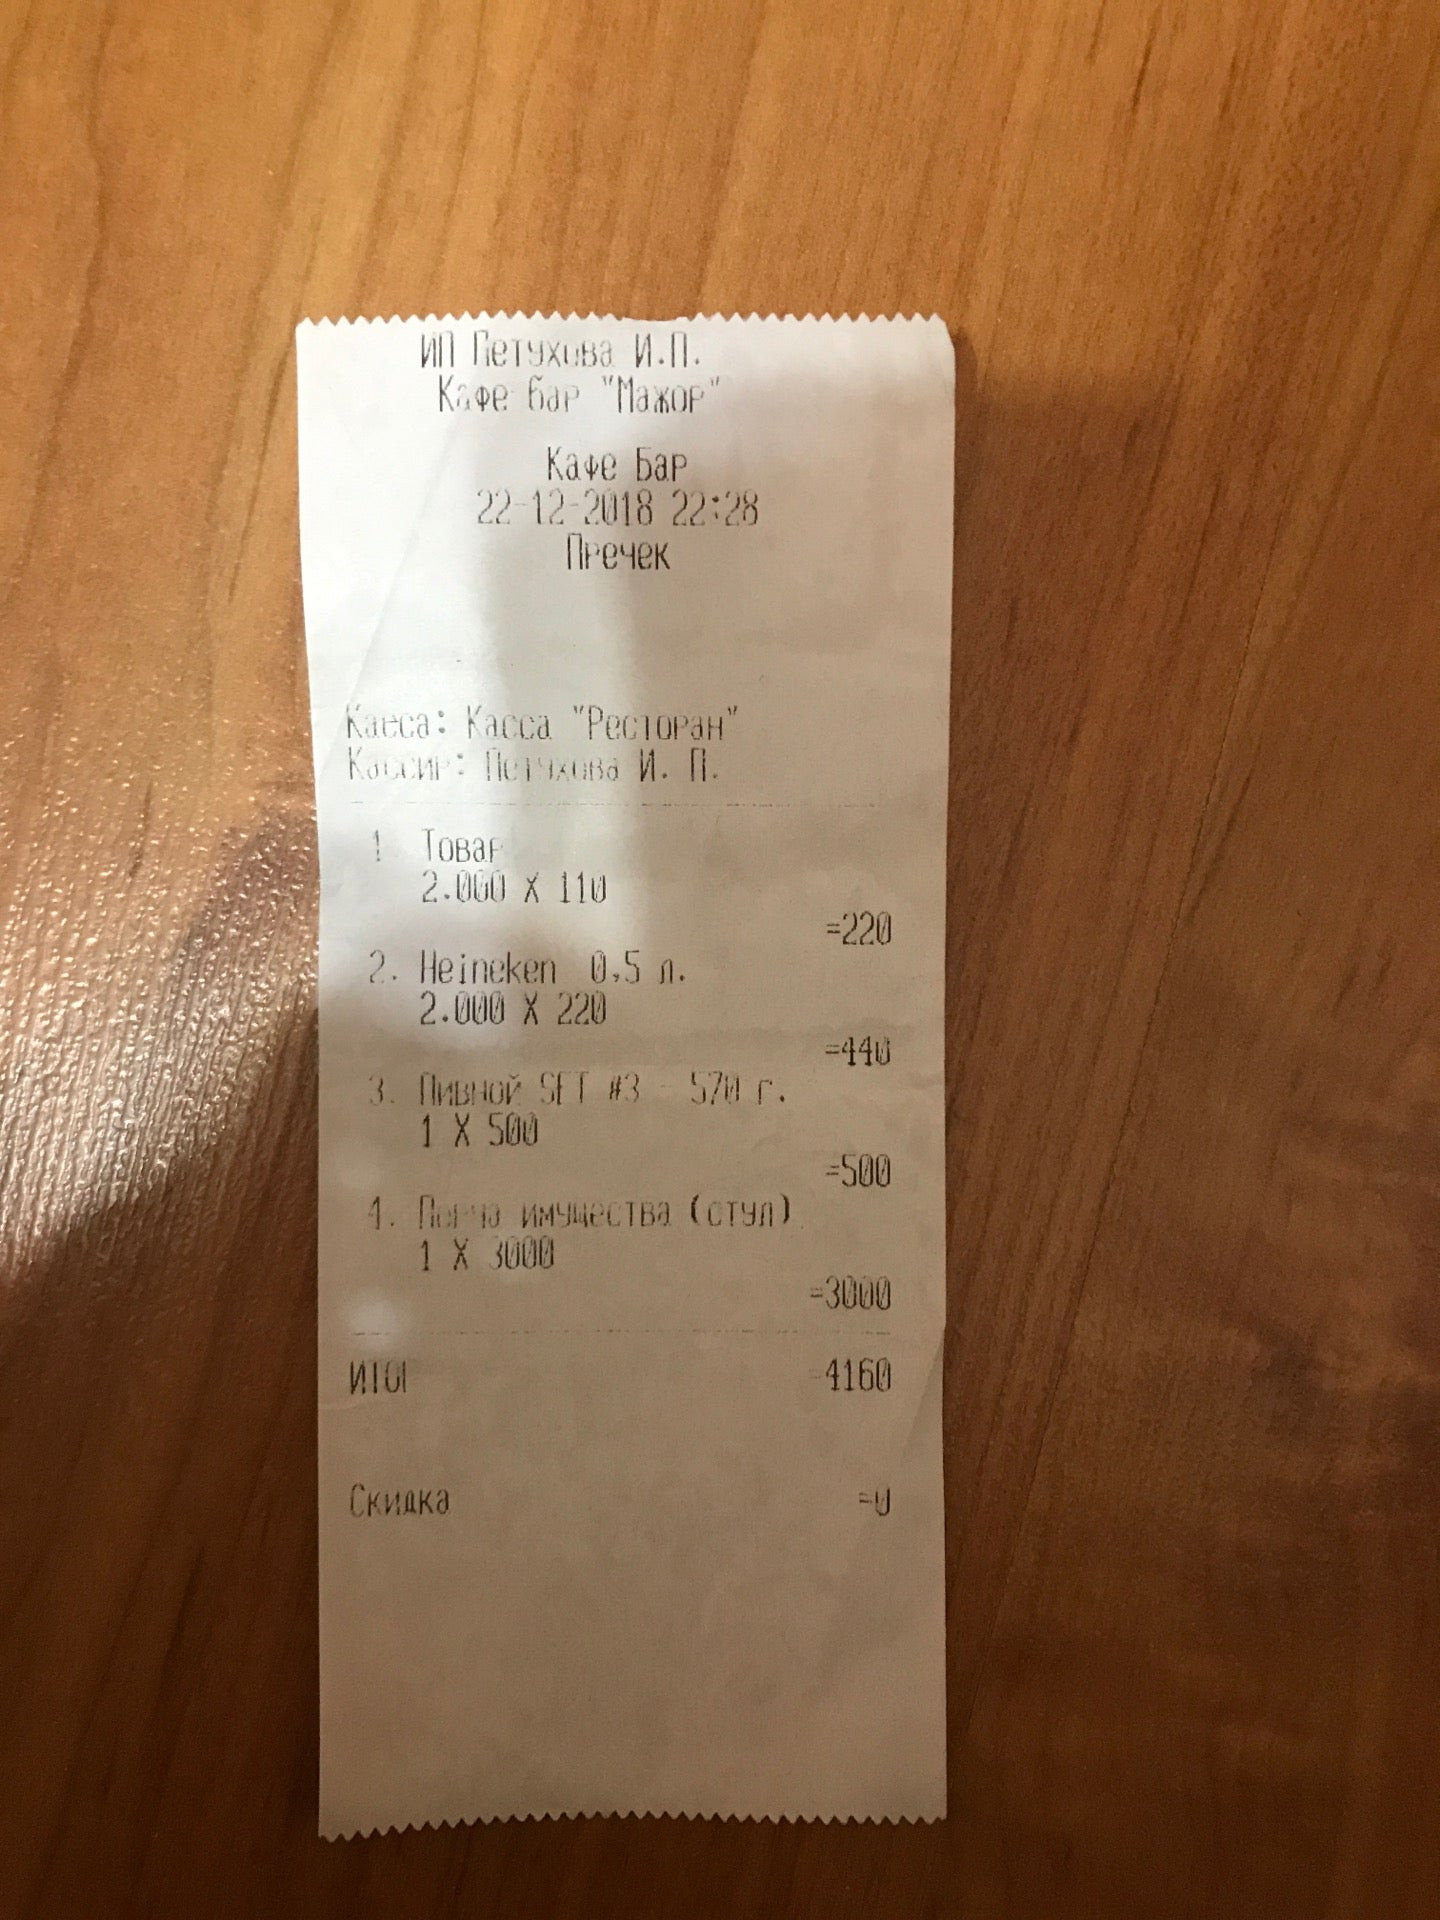 ИП Петухова И.П.
Кафе бар "Мажор"
Кафе Бар
22-12-2018 22:28
Пречек
Касса: Касса "Ресторан"
Кассир: Петухова И. П.
1. Товар
2.000 X 110
=220
2. Heineken 0,5 л.
2.000 X 220
=440
3. Пивной SET #3 - 570 г.
1 X 500
=500
4. Порча имущества (стул)
1 X 3000
=3000
ИТОГ =4160
Скидка =0